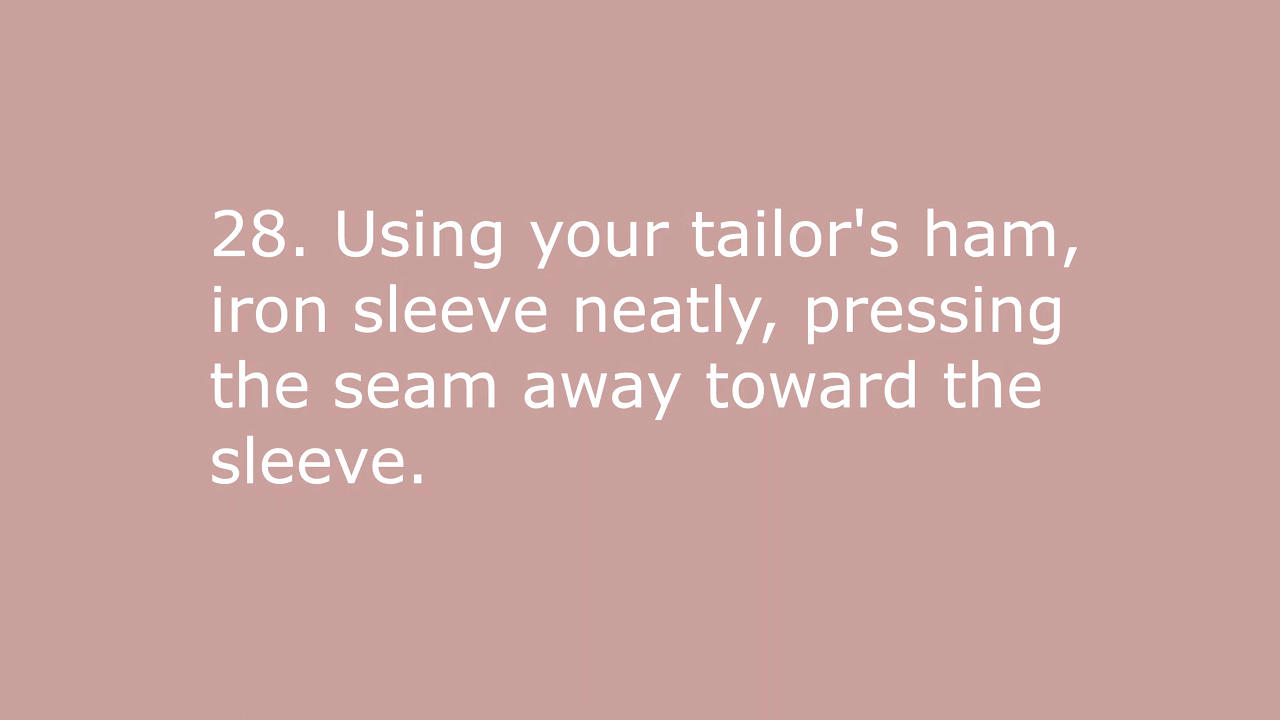 28. Using your tailor's ham,
iron sleeve neatly, pressing
the seam away toward the
sleeve.